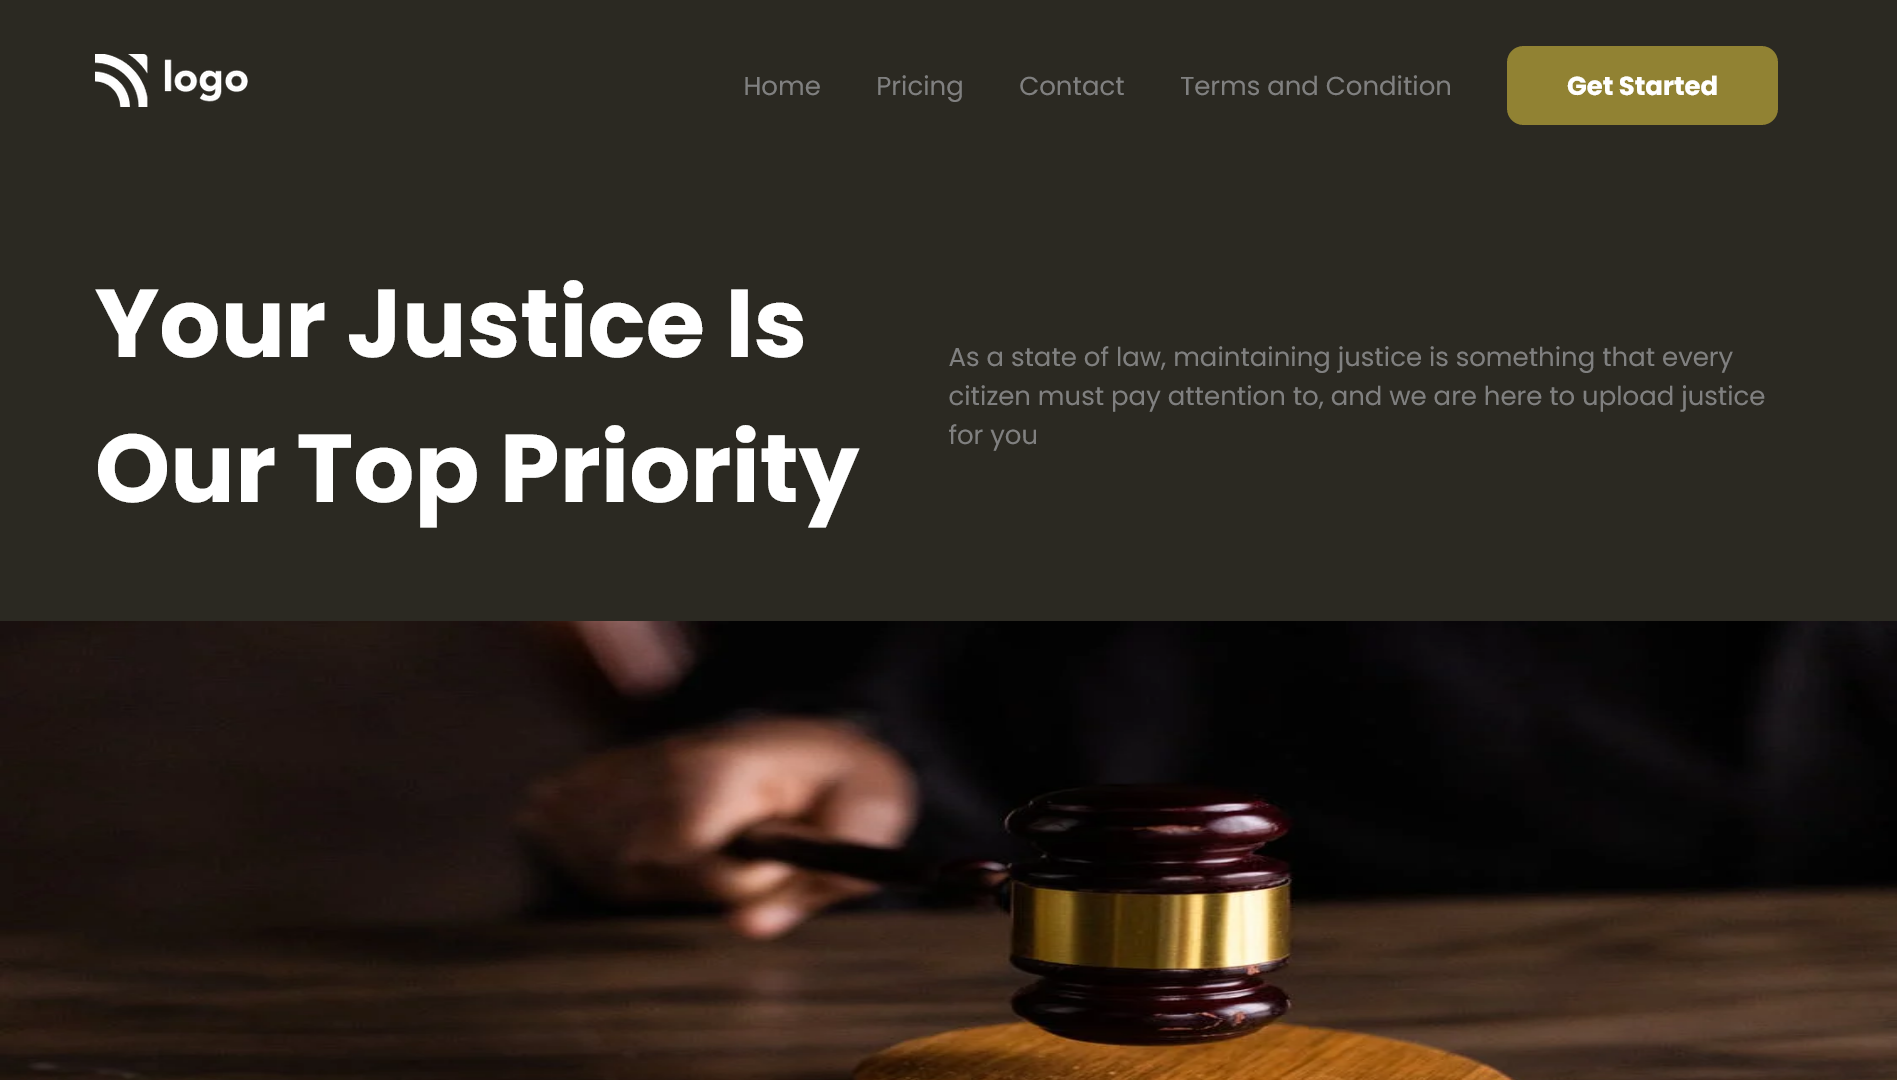 logo
Home
Pricing
Contact
Terms and Condition
Get Started
Your Justice Is
Our Top Priority
As a state of law, maintaining justice is something that every
citizen must pay attention to, and we are here to upload justice
for you